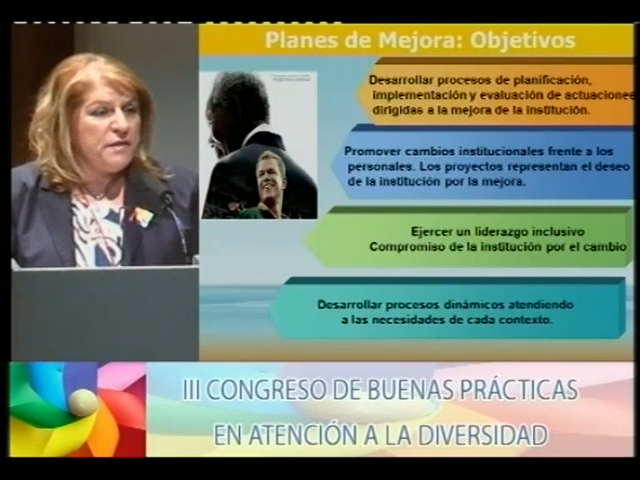 Planes de Mejora: Objetivos
Desarrollar procesos de planificación,
implementación y evaluación de actuaciones
dirigidas a la mejora de la institución.
Promover cambios institucionales frente a los
personales. Los proyectos representan el deseo
de la institución por la mejora.
Ejercer un liderazgo inclusivo
Compromiso de la institución por el cambio
Desarrollar procesos dinámicos atendiendo
a las necesidades de cada contexto.
III CONGRESO DE BUENAS PRÁCTICAS
EN ATENCIÓN A LA DIVERSIDAD